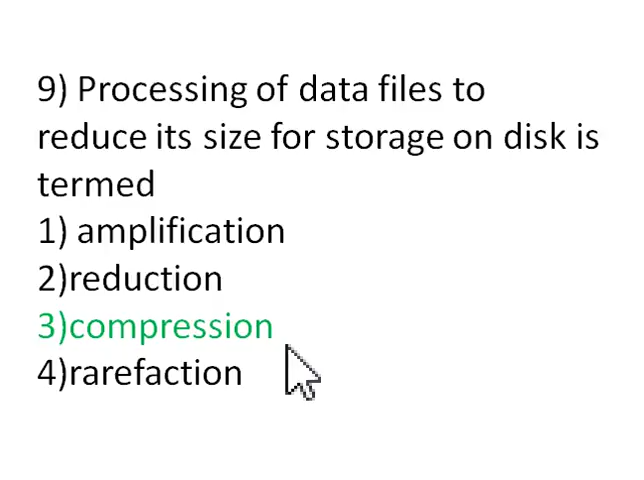 9) Processing of data files to
reduce its size for storage on disk is
termed
1) amplification
2)reduction
3)compression
4)rarefaction